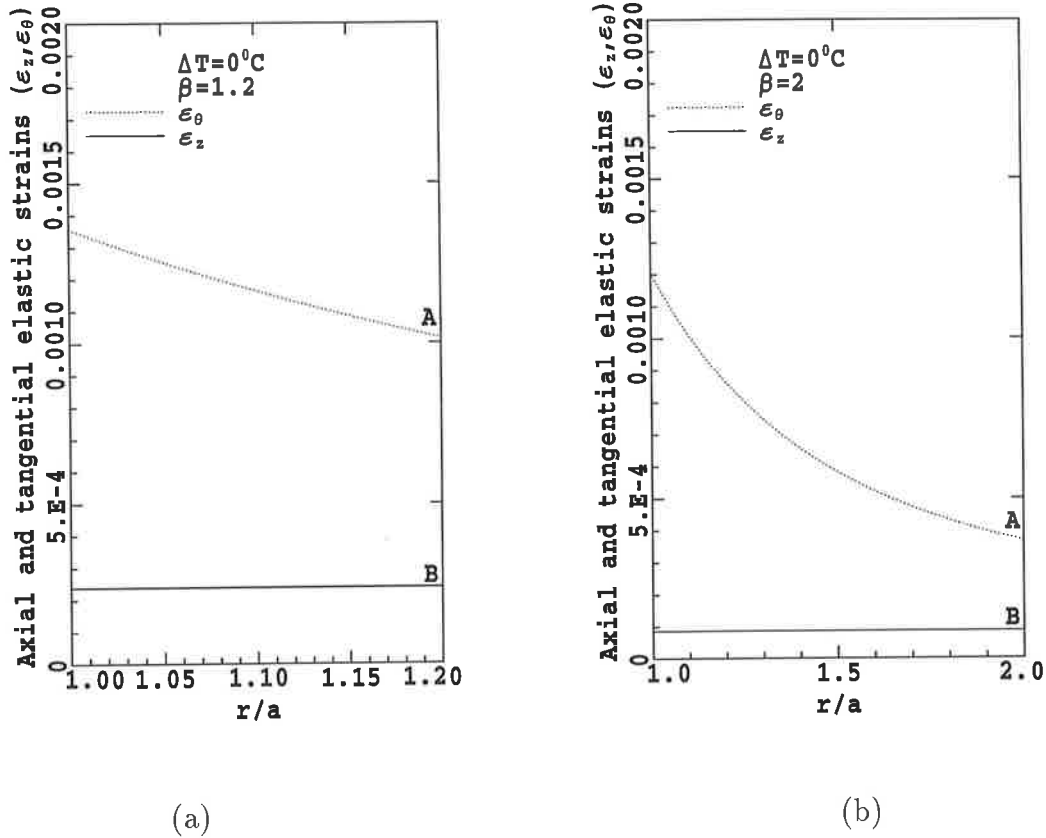 Axial and tangential elastic strains (ε_z,ε_θ)
0.0020
0.0015
0.0010
5.E-4
0
ΔT=0⁰C
β=1.2
ε_θ
ε_z
A
B
1.00 1.05 1.10 1.15 1.20
r/a
(a)
Axial and tangential elastic strains (ε_z,ε_θ)
0.0020
0.0015
0.0010
5.E-4
0
ΔT=0⁰C
β=2
ε_θ
ε_z
A
B
1.0 1.5 2.0
r/a
(b)